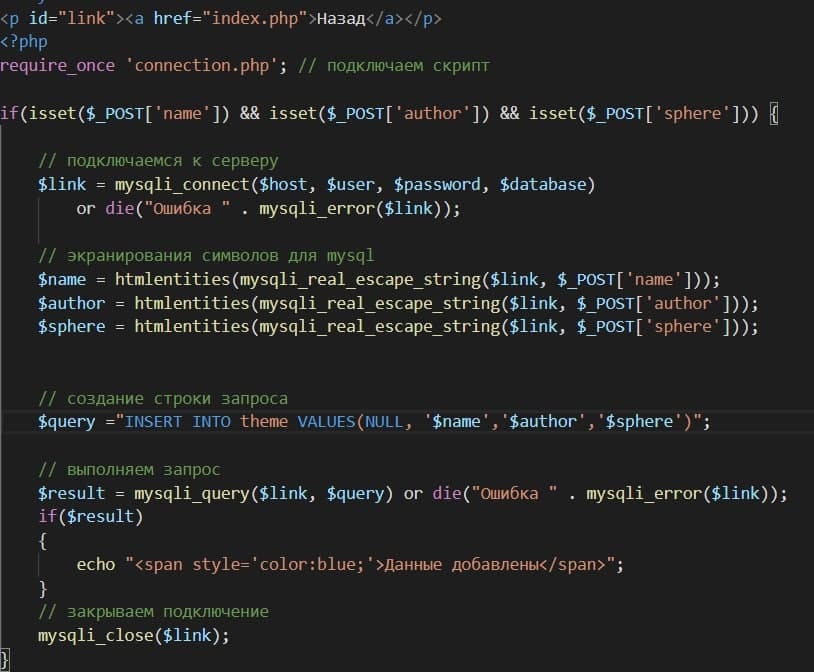 <p id="link"><a href="index.php">Назад</a></p>
<?php
require_once 'connection.php'; // подключаем скрипт
if(isset($_POST['name']) && isset($_POST['author']) && isset($_POST['sphere'])) {
// подключаемся к серверу
$link = mysqli_connect($host, $user, $password, $database)
or die("Ошибка " . mysqli_error($link));
// экранирования символов для mysql
$name = htmlentities(mysqli_real_escape_string($link, $_POST['name']));
$author = htmlentities(mysqli_real_escape_string($link, $_POST['author']));
$sphere = htmlentities(mysqli_real_escape_string($link, $_POST['sphere']));
// создание строки запроса
$query ="INSERT INTO theme VALUES(NULL, '$name','$author','$sphere')";
// выполняем запрос
$result = mysqli_query($link, $query) or die("Ошибка " . mysqli_error($link));
if($result)
{
echo "<span style='color:blue;'>Данные добавлены</span>";
}
// закрываем подключение
mysqli_close($link);
}